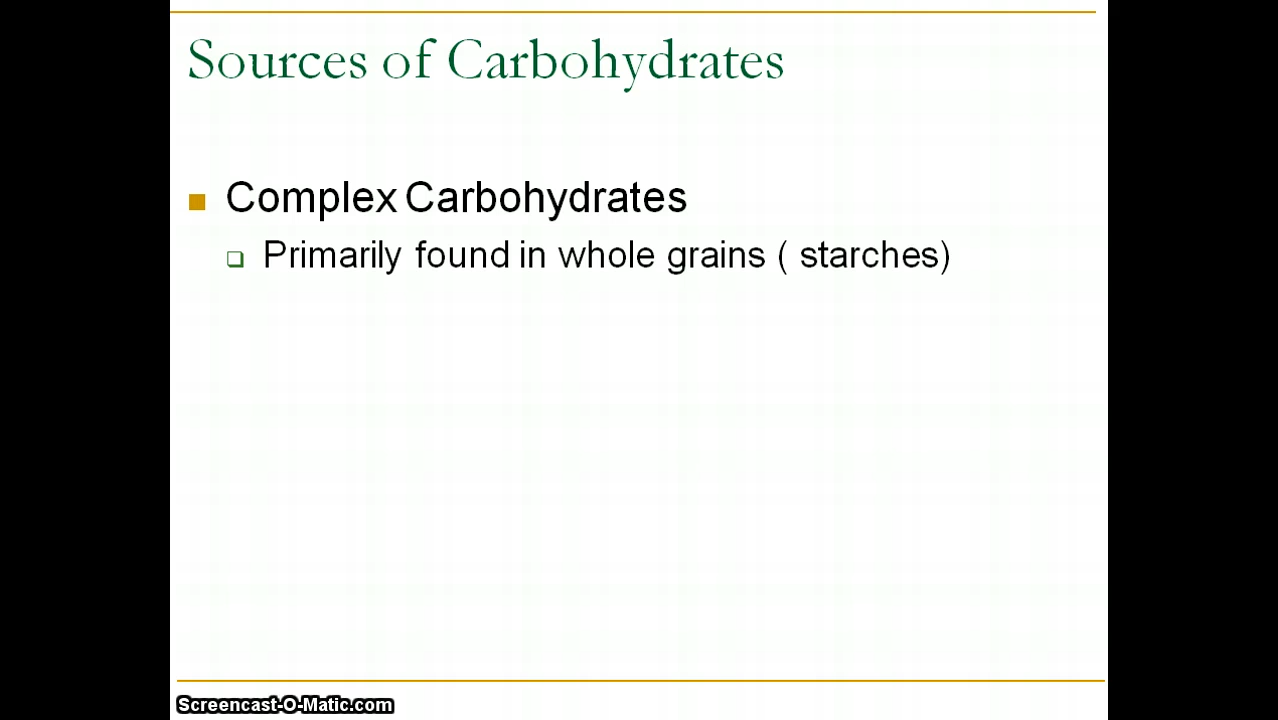 Sources of Carbohydrates
Complex Carbohydrates
Primarily found in whole grains ( starches)
Screencast-O-Matic.com